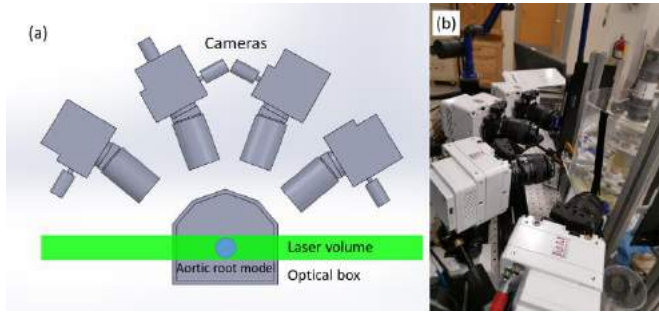 (a)
Cameras
Laser volume
Aortic root model
Optical box
(b)